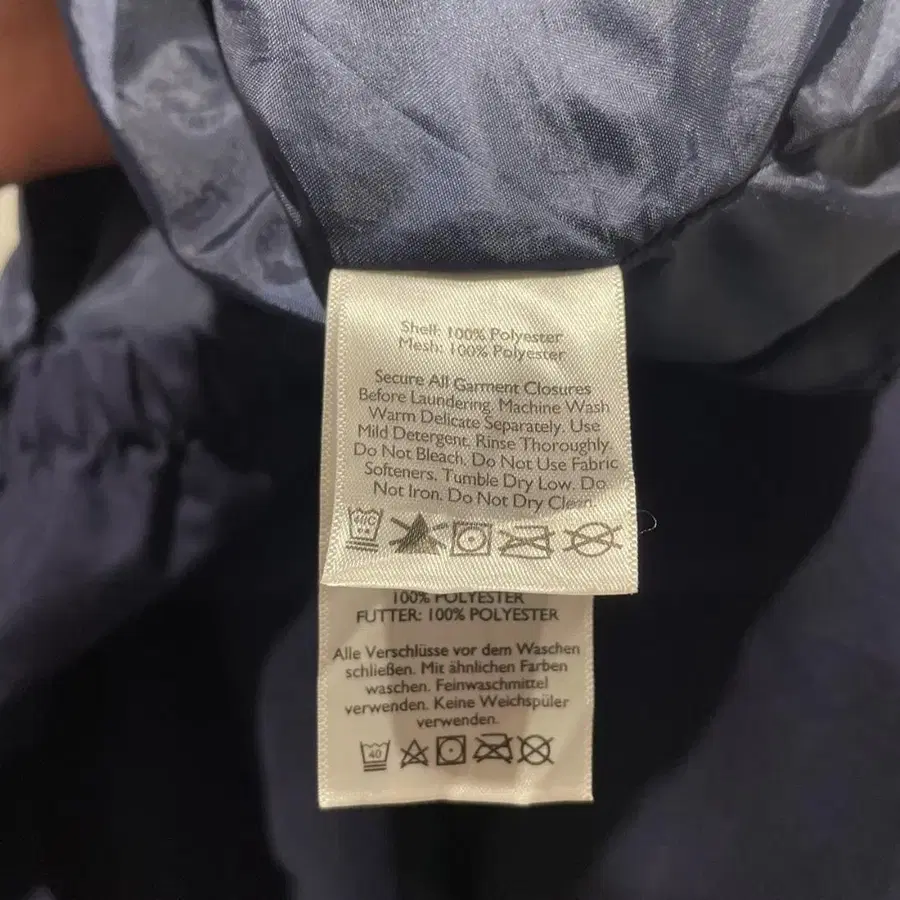 Shell: 100% Polyester
Mesh: 100% Polyester
Secure All Garment Closures
Before Laundering. Machine Wash
Warm Delicate Separately. Use
Mild Detergent. Rinse Thoroughly.
Do Not Bleach. Do Not Use Fabric
Softeners. Tumble Dry Low. Do
Not Iron. Do Not Dry Clean.
40°C
100% POLYESTER
FUTTER: 100% POLYESTER
Alle Verschlüsse vor dem Waschen
schließen. Mit ähnlichen Farben
waschen. Feinwaschmittel
verwenden. Keine Weichspüler
verwenden.
40